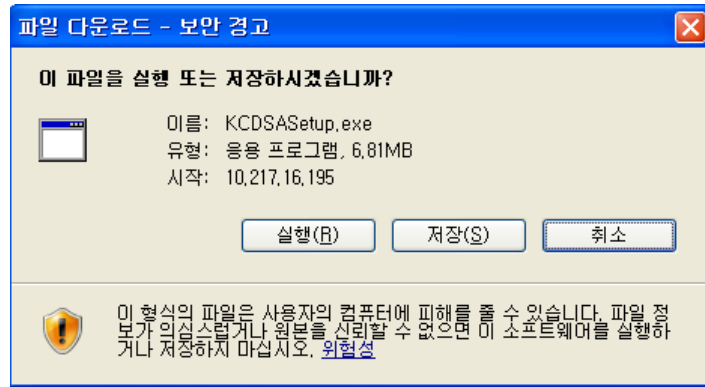 파일 다운로드 - 보안 경고
이 파일을 실행 또는 저장하시겠습니까?
이름: KCDSASetup.exe
유형: 응용 프로그램, 6.81MB
시작: 10.217.16.195
실행(R)
저장(S)
취소
이 형식의 파일은 사용자의 컴퓨터에 피해를 줄 수 있습니다. 파일 정
보가 의심스럽거나 원본을 신뢰할 수 없으면 이 소프트웨어를 실행하
거나 저장하지 마십시오. 위험성